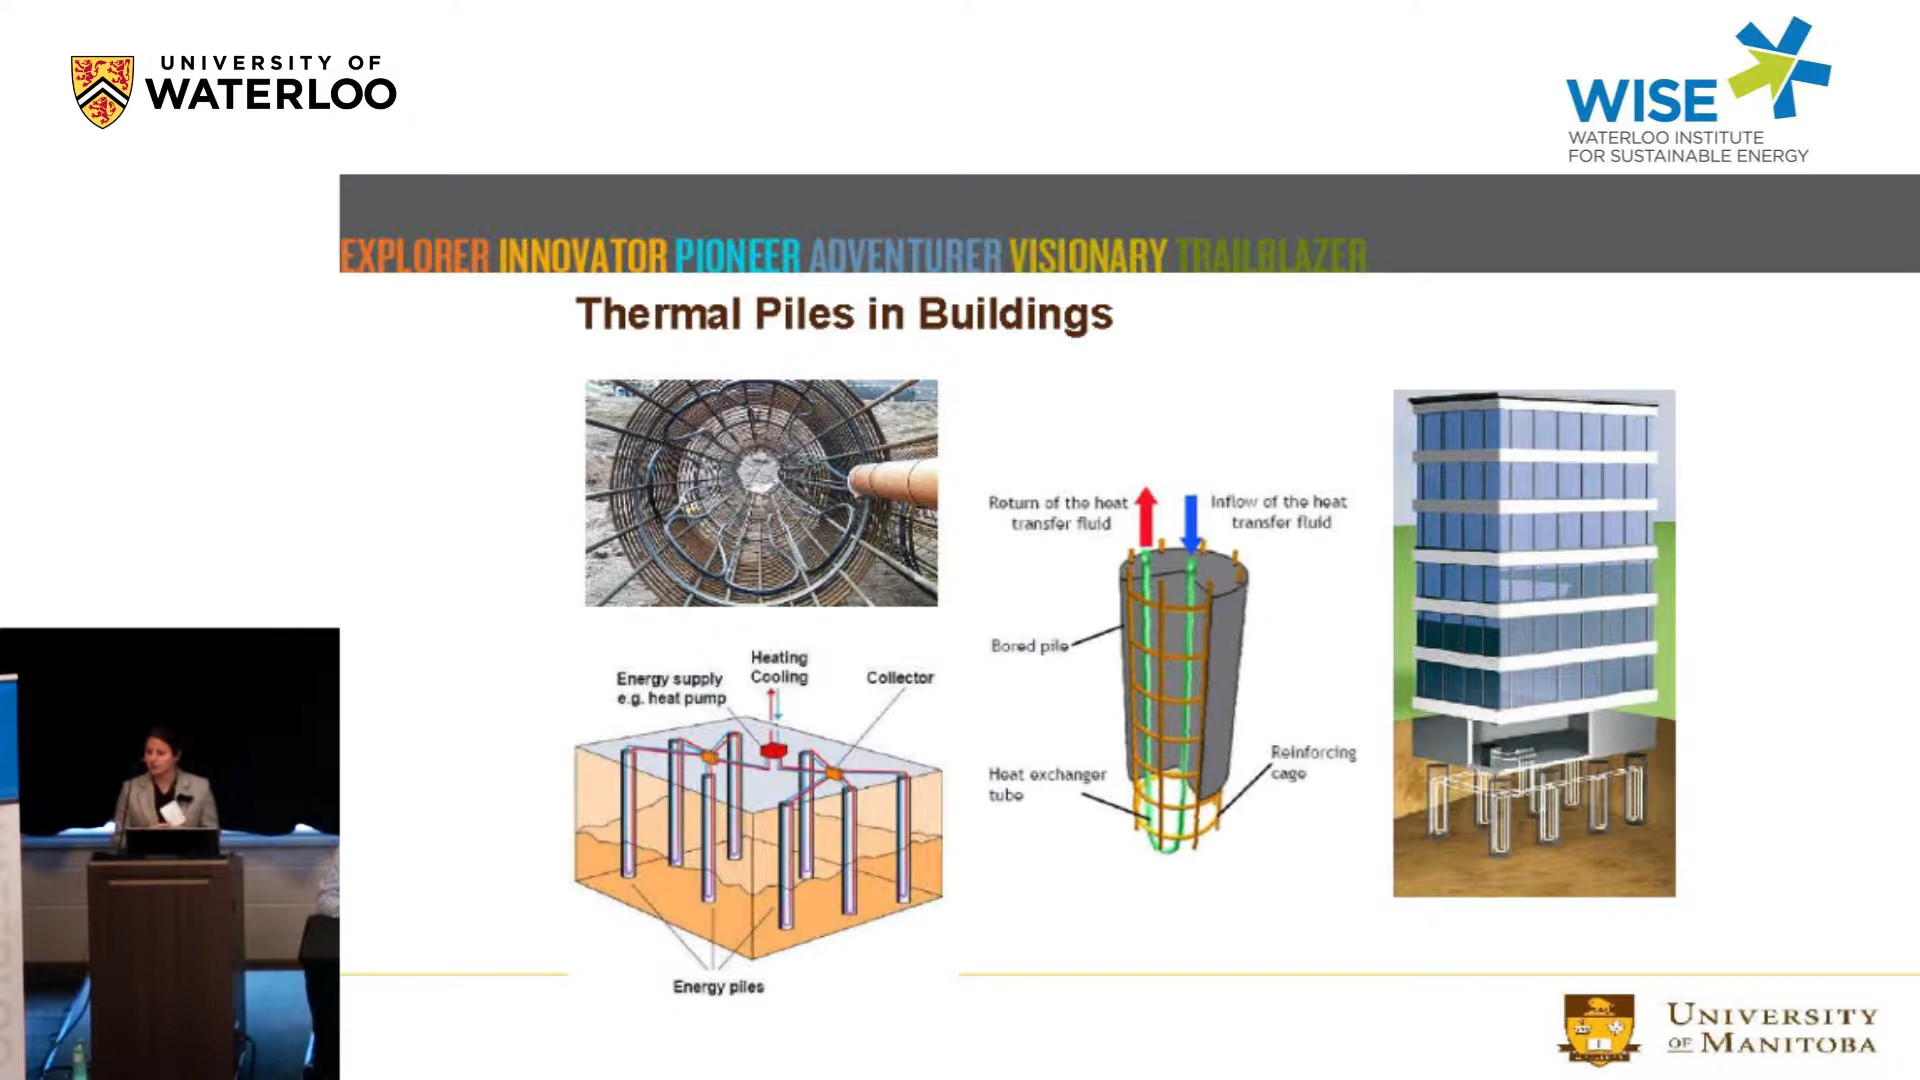 UNIVERSITY OF
WATERLOO
WISE
WATERLOO INSTITUTE
FOR SUSTAINABLE ENERGY
EXPLORER INNOVATOR PIONEER ADVENTURER VISIONARY TRAILBLAZER
Thermal Piles in Buildings
Return of the heat
transfer fluid
Inflow of the heat
transfer fluid
Bored pile
Heat exchanger
tube
Reinforcing
cage
Heating
Cooling
Energy supply
e.g. heat pump
Collector
Energy piles
UNIVERSITY
OF MANITOBA